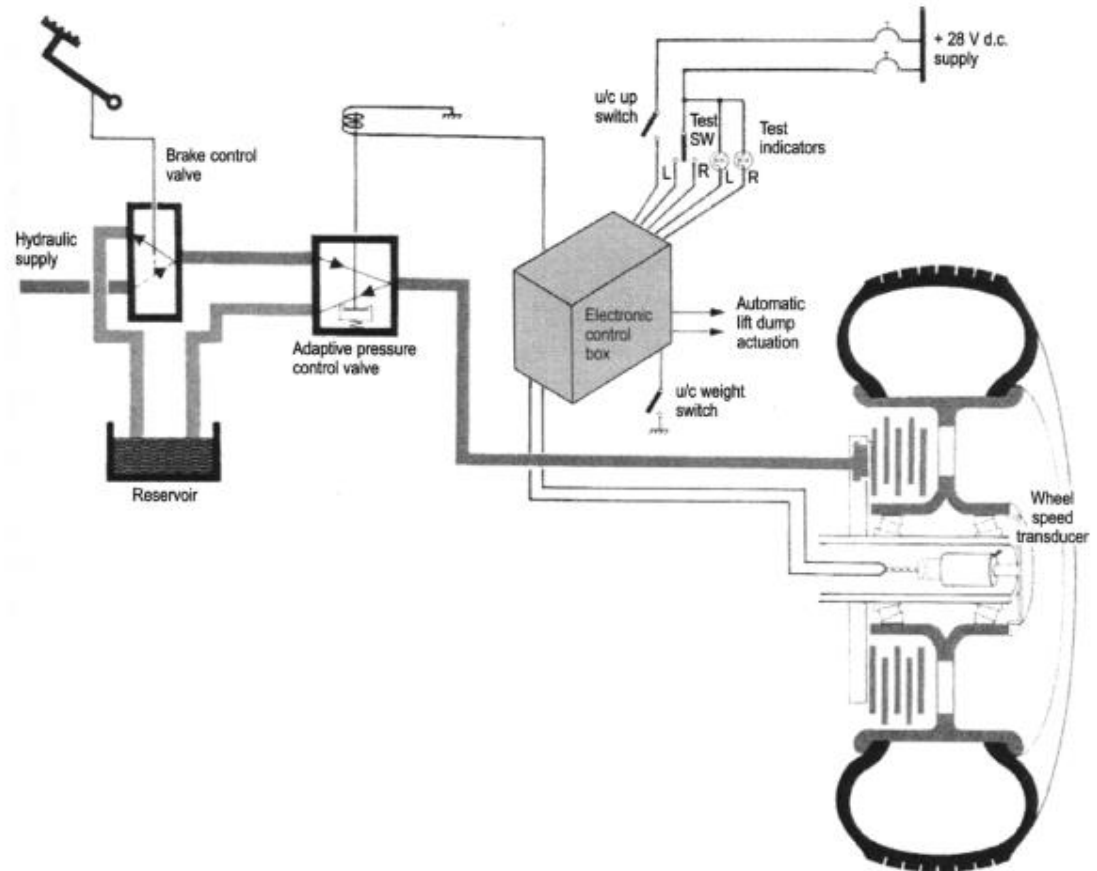 + 28 V d.c.
supply
u/c up
switch
Test
SW
Test
indicators
L
R
L
R
Brake control
valve
Hydraulic
supply
Adaptive pressure
control valve
Reservoir
Electronic
control
box
Automatic
lift dump
actuation
u/c weight
switch
Wheel
speed
transducer